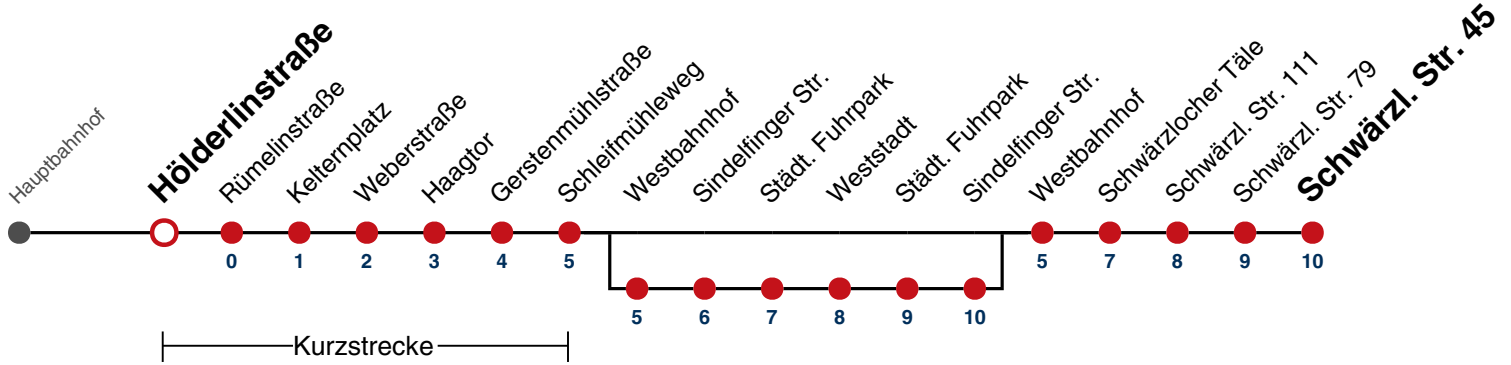 Hauptbahnhof
Hölderlinstraße
Rümelinstraße
Kelternplatz
Weberstraße
Haagtor
Gerstenmühlstraße
Schleifmühleweg
Westbahnhof
Sindelfinger Str.
Städt. Fuhrpark
Weststadt
Städt. Fuhrpark
Sindelfinger Str.
Westbahnhof
Schwärzlocher Täle
Schwärzl. Str. 111
Schwärzl. Str. 79
Schwärzl. Str. 45
0 1 2 3 4 5 5 7 8 9 10
5 6 7 8 9 10
Kurzstrecke